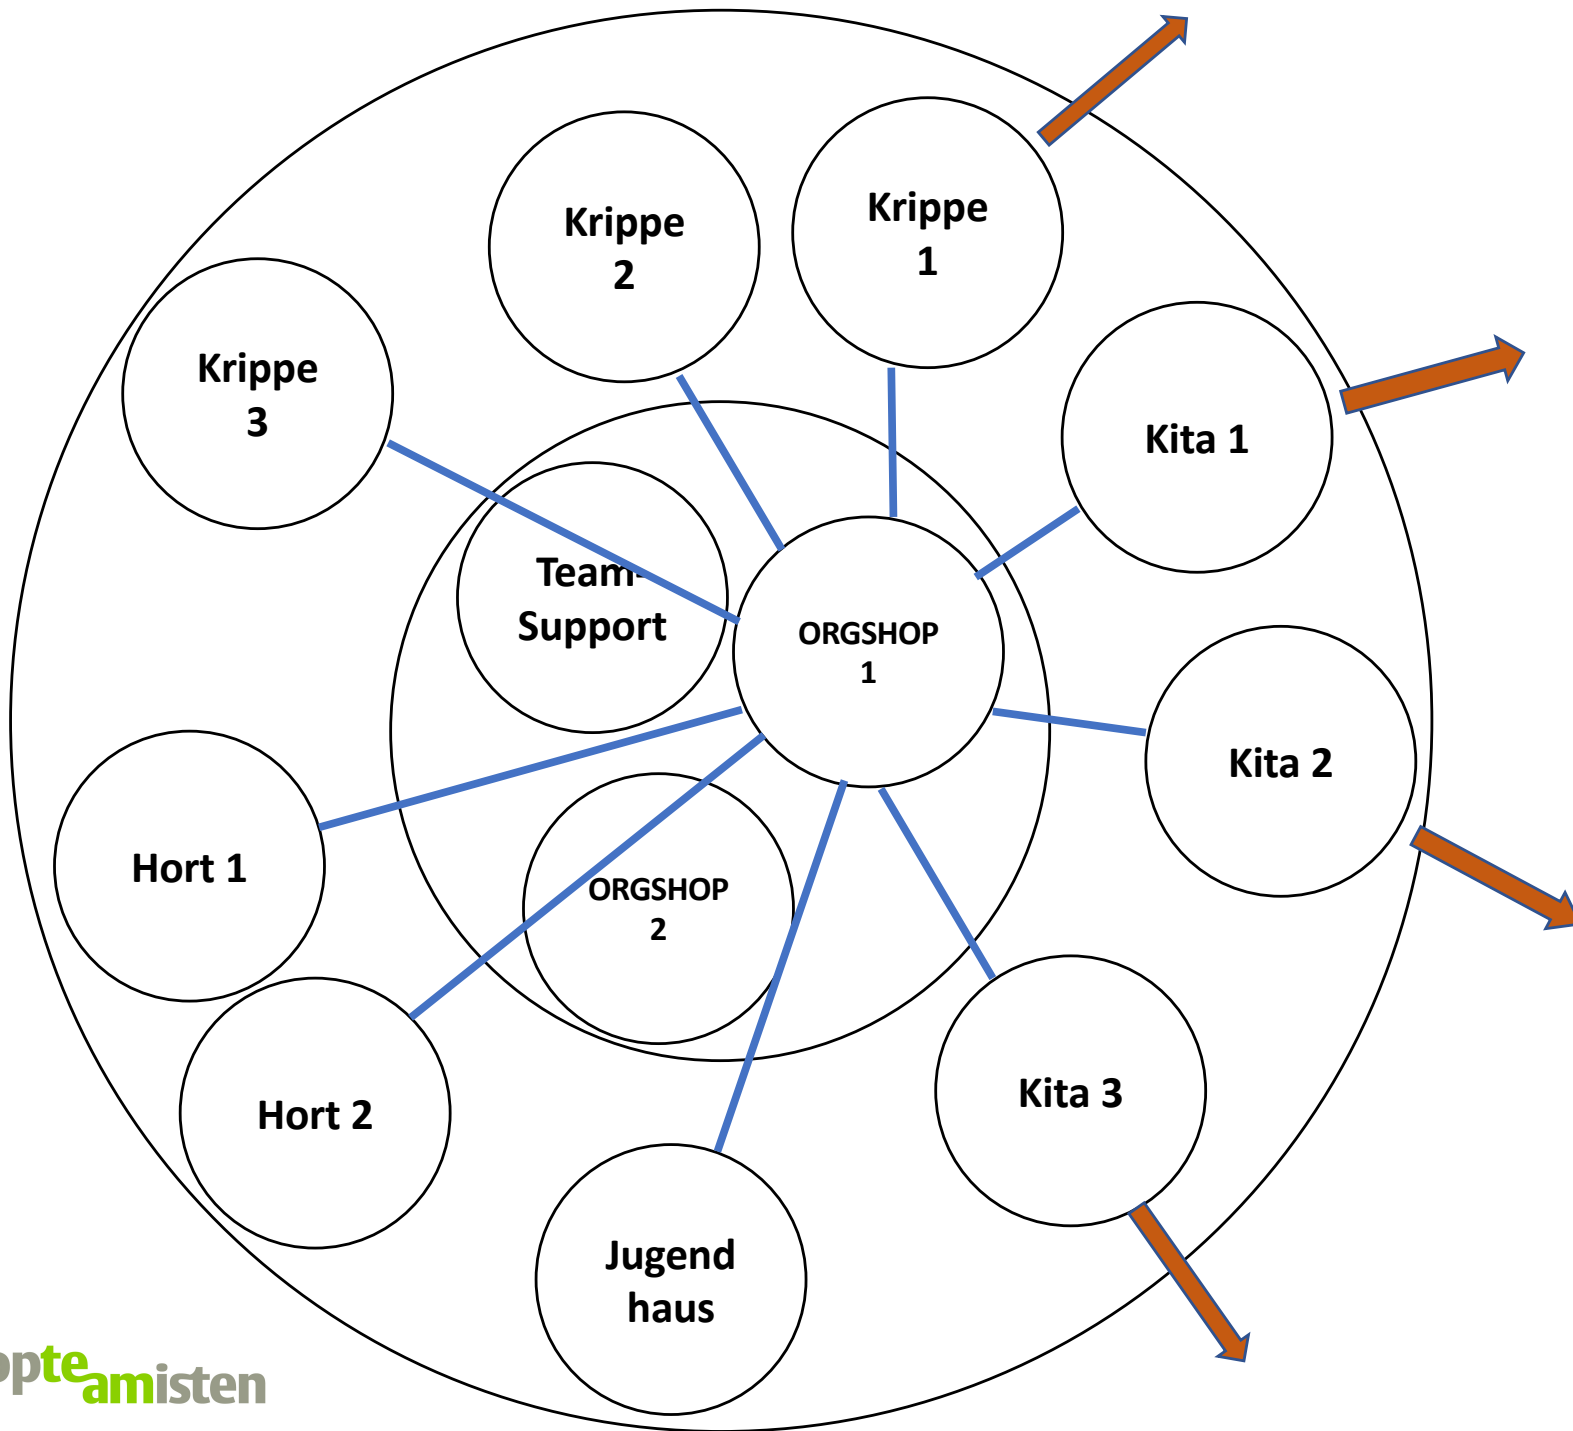 Krippe
1
Krippe
2
Krippe
3
Kita 1
Team-
Support
ORGSHOP
1
Kita 2
Hort 1
ORGSHOP
2
Kita 3
Hort 2
Jugend
haus
pteamisten